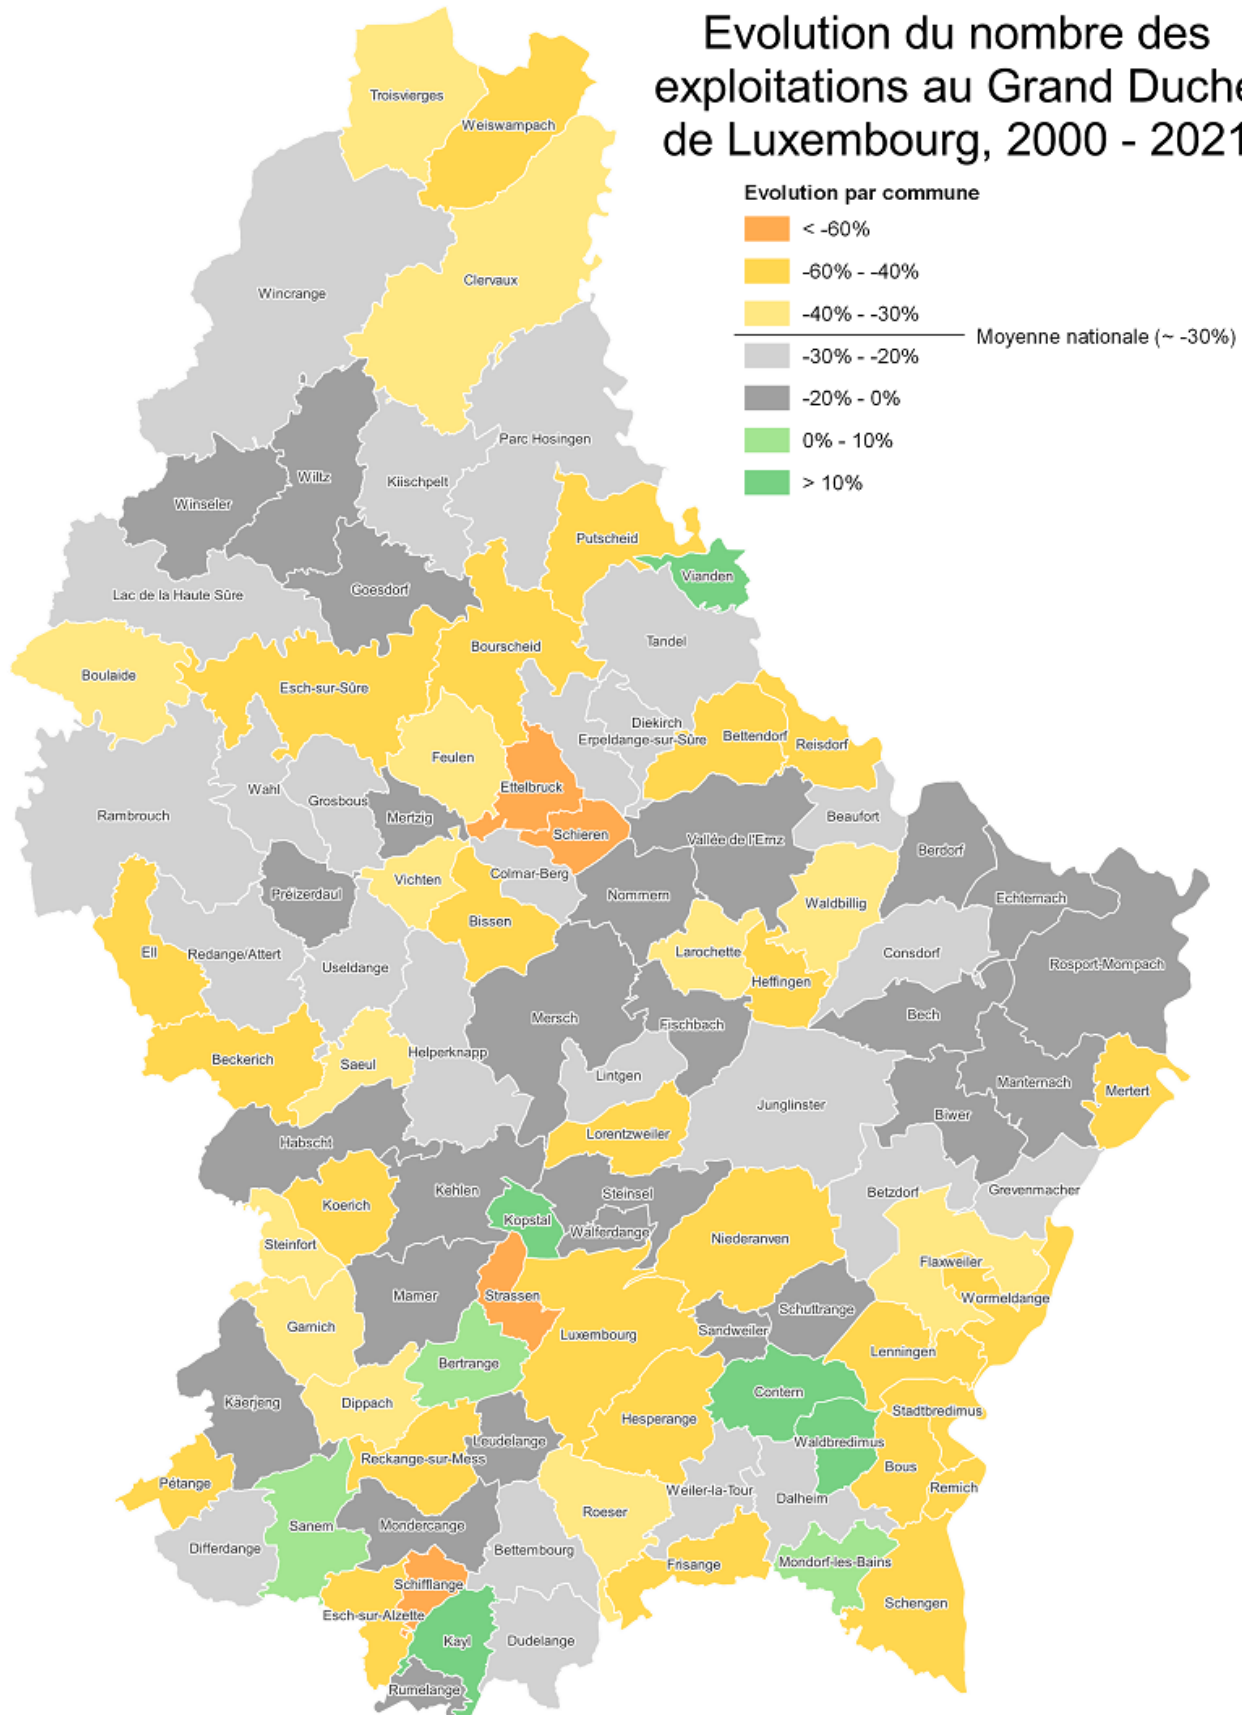 Evolution du nombre des
exploitations au Grand Duché
de Luxembourg, 2000 - 2021
Evolution par commune
< -60%
-60% - -40%
-40% - -30%
Moyenne nationale (~ -30%)
-30% - -20%
-20% - 0%
0% - 10%
> 10%
Troisvierges
Weiswampach
Clervaux
Wincrange
Parc Hosingen
Wiltz
Kiischpelt
Winseler
Putscheid
Vianden
Goesdorf
Lac de la Haute Sûre
Tandel
Bourscheid
Boulaide
Esch-sur-Sûre
Diekirch
Erpeldange-sur-Sûre
Bettendorf
Reisdorf
Feulen
Ettelbruck
Wahl
Grosbous
Rambrouch
Mertzig
Beaufort
Schieren
Vallée de l'Ernz
Berdorf
Colmar-Berg
Vichten
Préizerdaul
Nommern
Echternach
Waldbillig
Bissen
Ell
Redange/Attert
Larochette
Consdorf
Useldange
Rosport-Mompach
Heffingen
Bech
Mersch
Fischbach
Helperknapp
Beckerich
Saeul
Lintgen
Manternach
Mertert
Junglinster
Biwer
Lorentzweiler
Habscht
Kehlen
Steinsel
Betzdorf
Grevenmacher
Koerich
Kopstal
Walferdange
Niederanven
Steinfort
Flaxweiler
Mamer
Strassen
Wormeldange
Schuttrange
Garnich
Sandweiler
Luxembourg
Lenningen
Bertrange
Contern
Käerjeng
Dippach
Stadtbredimus
Hesperange
Leudelange
Waldbredimus
Reckange-sur-Mess
Bous
Pétange
Remich
Weiler-la-Tour
Dalheim
Roeser
Sanem
Mondercange
Differdange
Bettembourg
Mondorf-les-Bains
Frisange
Schifflange
Schengen
Esch-sur-Alzette
Kayl
Dudelange
Rumelange